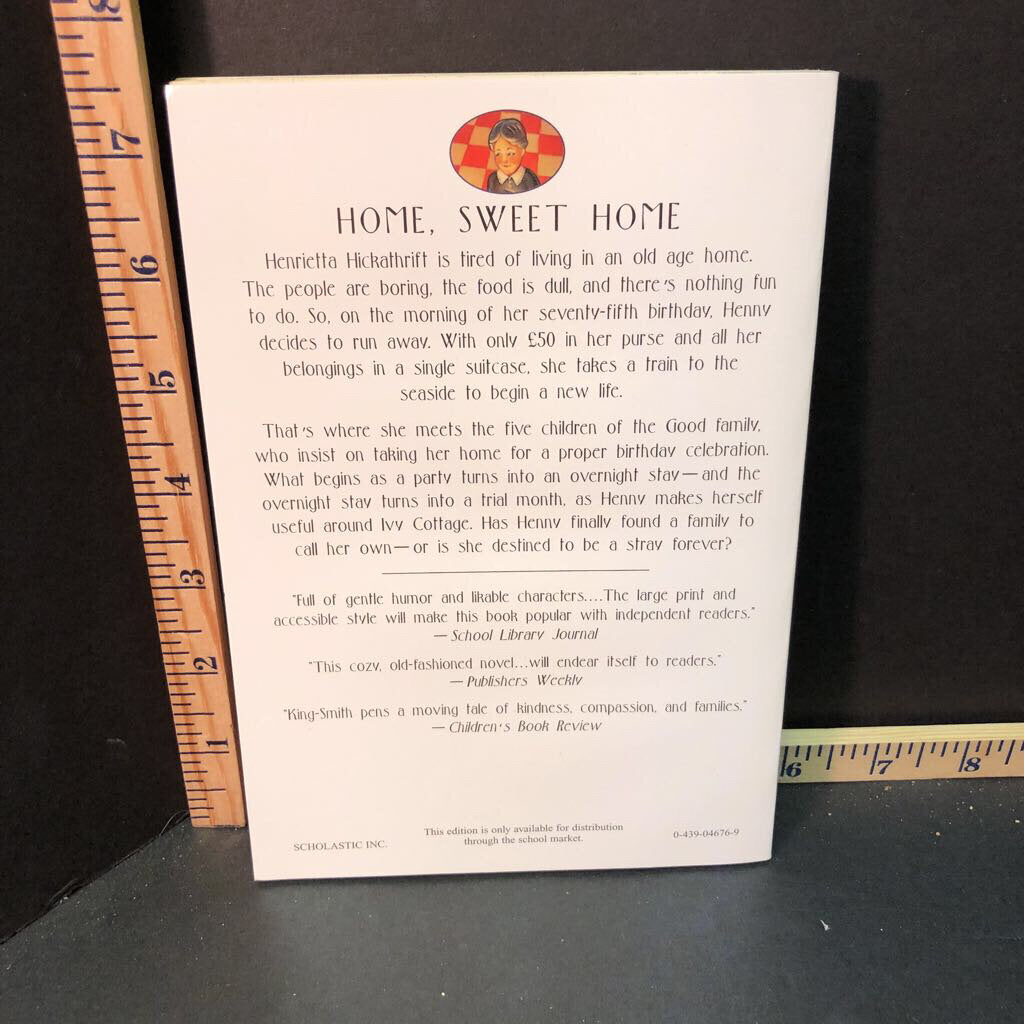 HOME, SWEET HOME
Henrietta Hickathrift is tired of living in an old age home.
The people are boring, the food is dull, and there's nothing fun
to do. So, on the morning of her seventy-fifth birthday, Henny
decides to run away. With only £50 in her purse and all her
belongings in a single suitcase, she takes a train to the
seaside to begin a new life.
That's where she meets the five children of the Good family,
who insist on taking her home for a proper birthday celebration.
What begins as a party turns into an overnight stay—and the
overnight stay turns into a trial month, as Henny makes herself
useful around Ivy Cottage. Has Henny finally found a family to
call her own—or is she destined to be a stray forever?
"Full of gentle humor and likable characters....The large print and
accessible style will make this book popular with independent readers."
—School Library Journal
"This cozy, old-fashioned novel...will endear itself to readers."
—Publishers Weekly
"King-Smith pens a moving tale of kindness, compassion, and families."
—Children's Book Review
SCHOLASTIC INC.
This edition is only available for distribution
through the school market.
0-439-04676-9
8
7
6
5
4
3
2
1
6 7 8